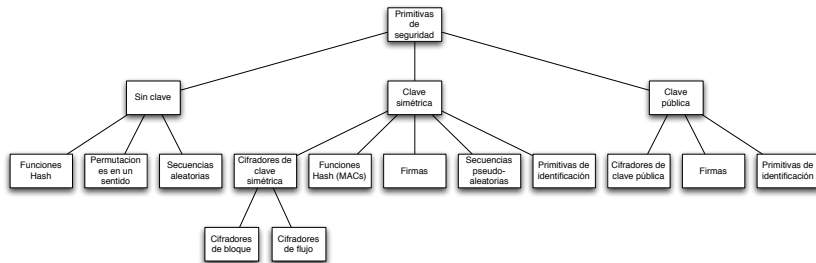 Primitivas
de
seguridad
Sin clave
Clave
simétrica
Clave
pública
Funciones
Hash
Permutacion
es en un
sentido
Secuencias
aleatorias
Cifradores de
clave
simétrica
Funciones
Hash (MACs)
Firmas
Secuencias
pseudo-
aleatorias
Primitivas de
identificación
Cifradores de
clave pública
Firmas
Primitivas de
identificación
Cifradores
de bloque
Cifradores
de flujo